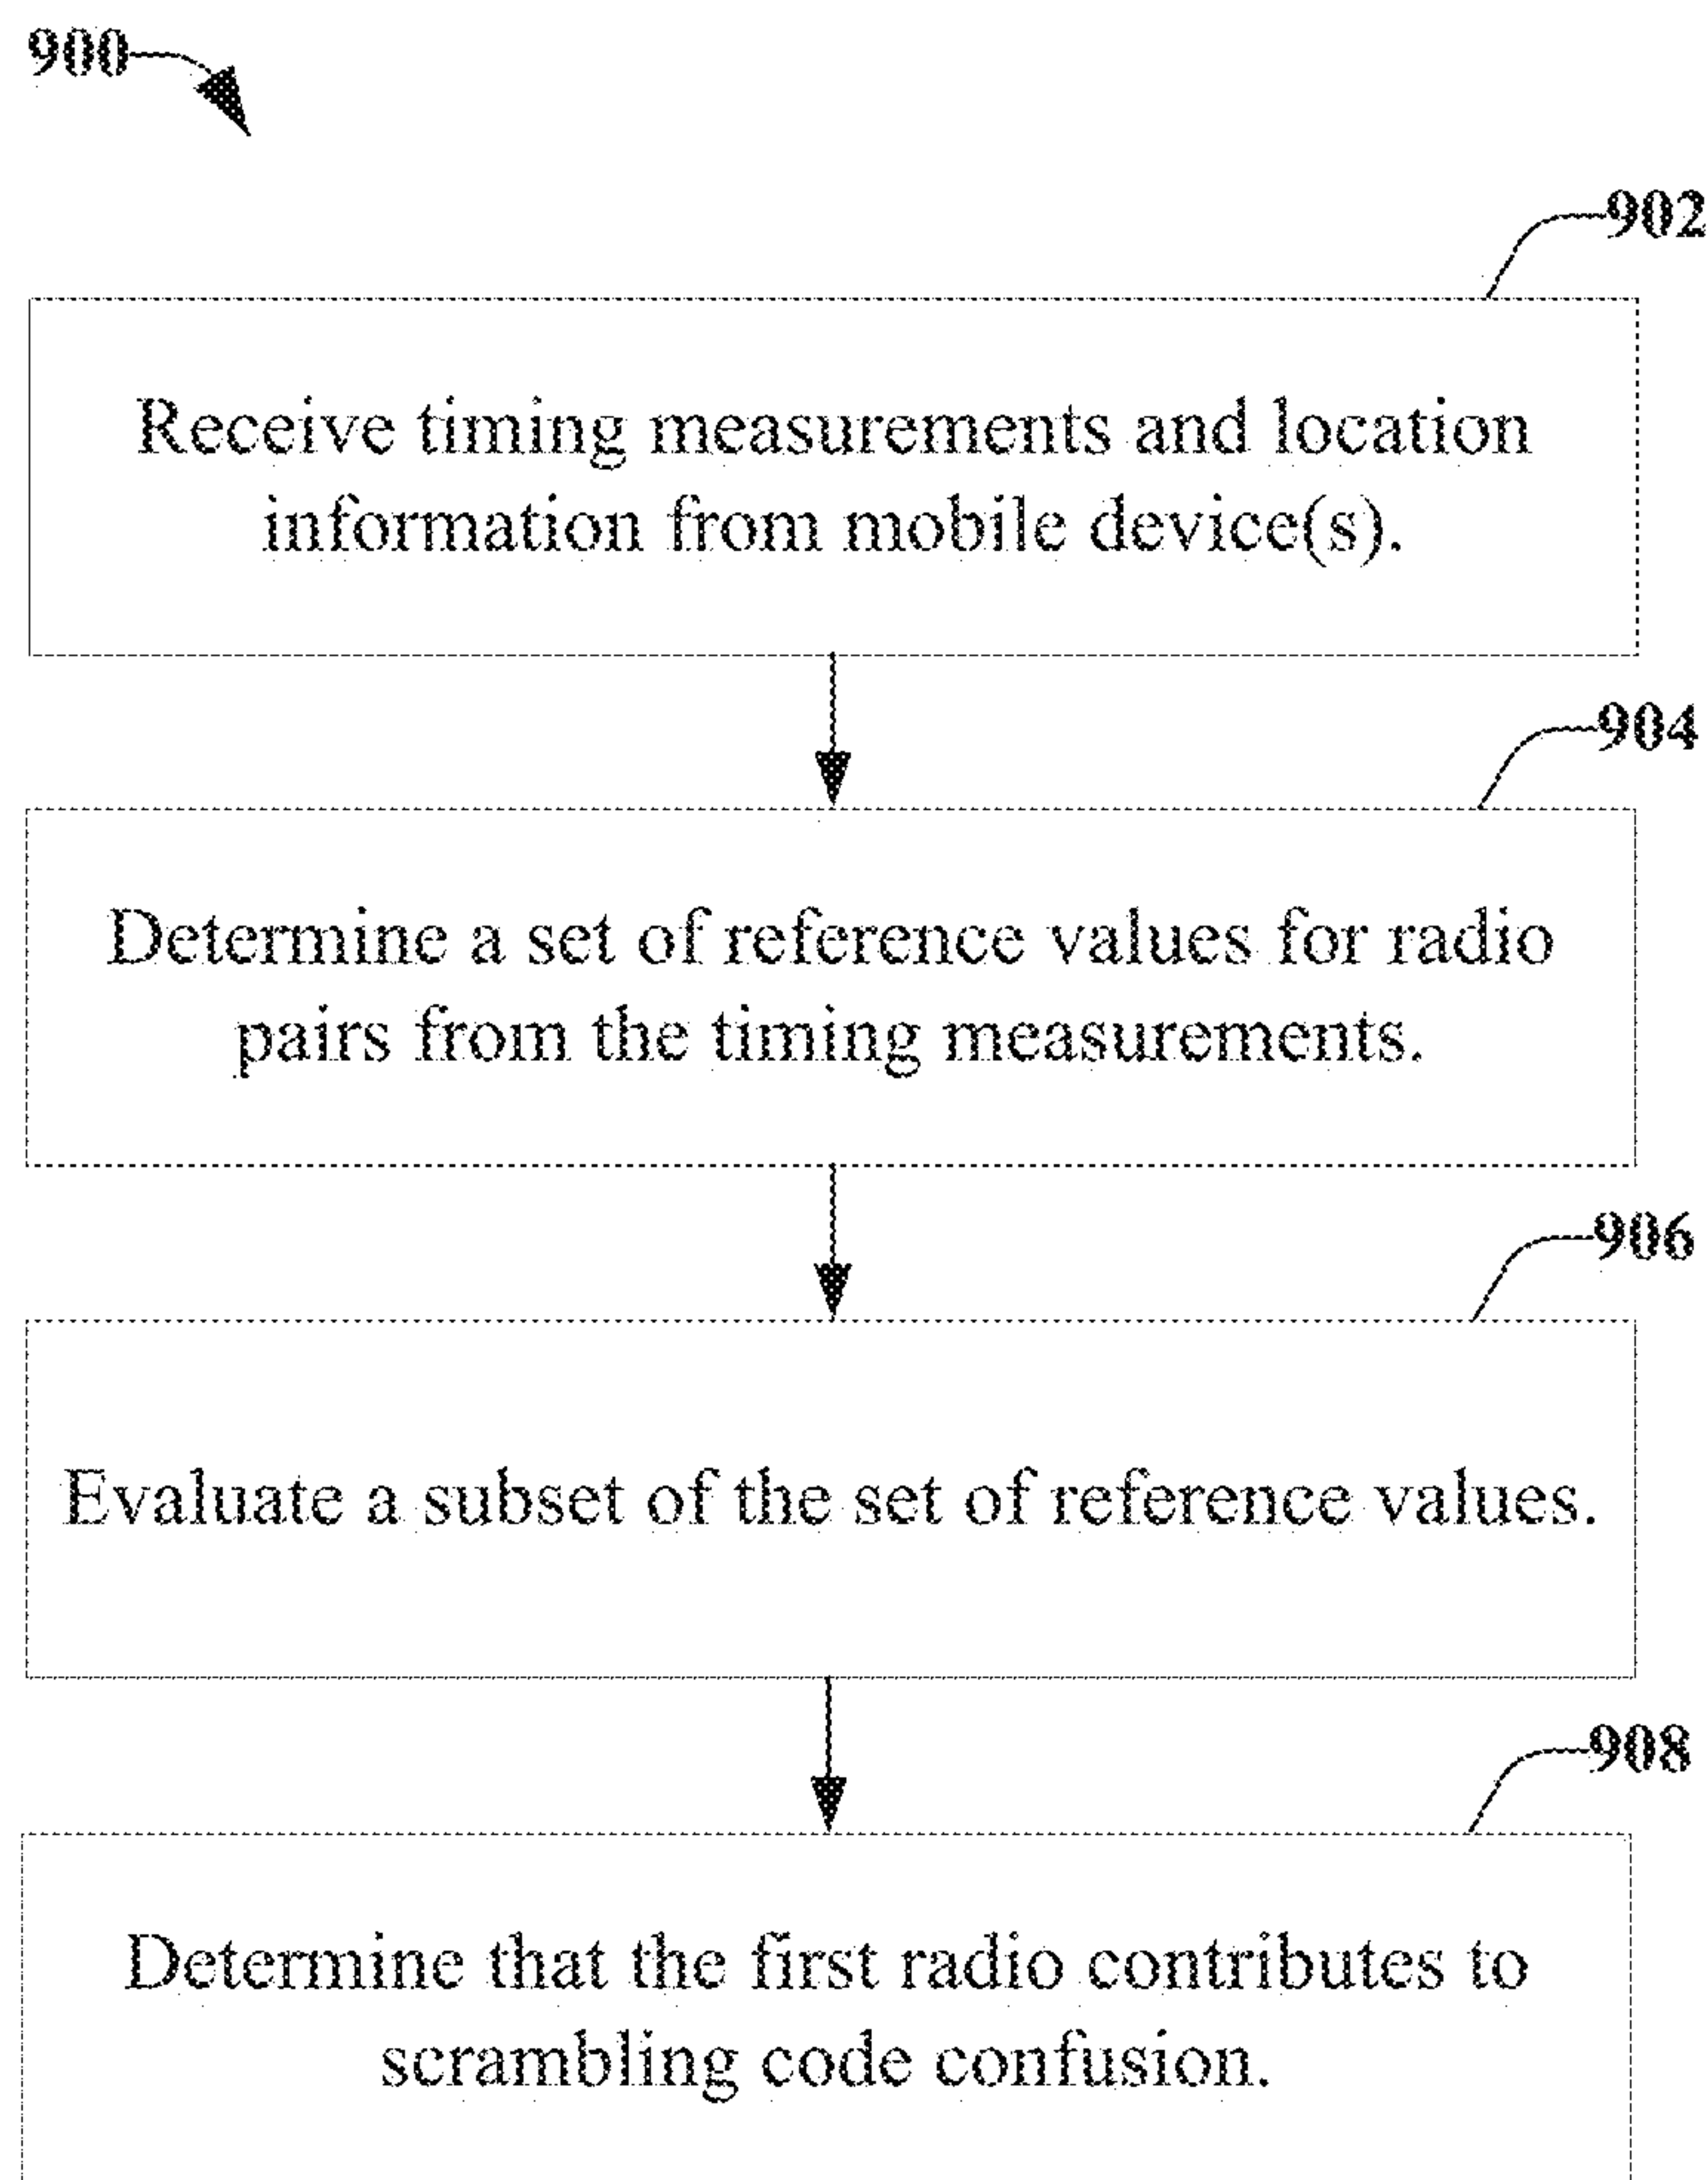 900
902
Receive timing measurements and location
information from mobile device(s).
904
Determine a set of reference values for radio
pairs from the timing measurements.
906
Evaluate a subset of the set of reference values.
908
Determine that the first radio contributes to
scrambling code confusion.